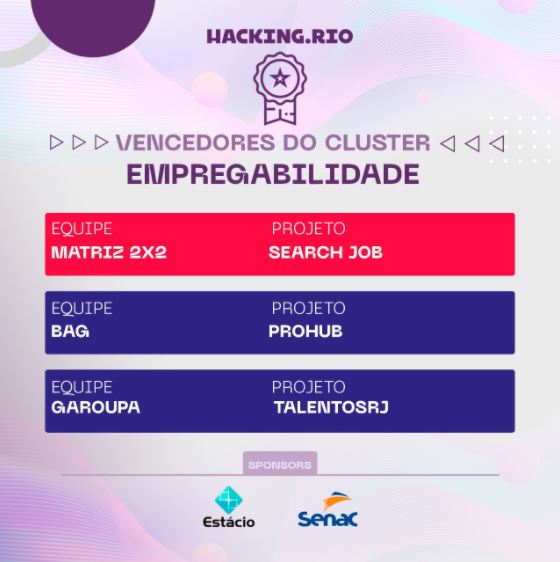 HACKING.RIO
VENCEDORES DO CLUSTER
EMPREGABILIDADE
EQUIPE PROJETO
MATRIZ 2X2 SEARCH JOB
EQUIPE PROJETO
BAG PROHUB
EQUIPE PROJETO
GAROUPA TALENTOSRJ
SPONSORS
Estácio Senac